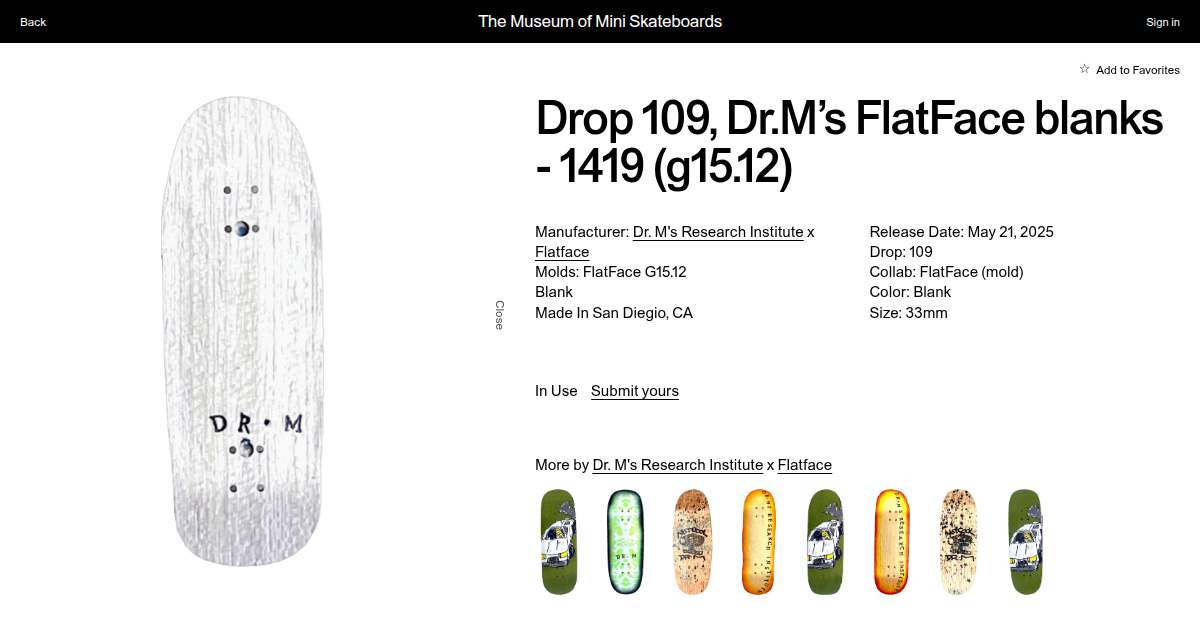 Back
The Museum of Mini Skateboards
Sign in
☆ Add to Favorites
Drop 109, Dr.M’s FlatFace blanks
- 1419 (g15.12)
Manufacturer: Dr. M's Research Institute x
Flatface
Molds: FlatFace G15.12
Blank
Made In San Diegio, CA
Release Date: May 21, 2025
Drop: 109
Collab: FlatFace (mold)
Color: Blank
Size: 33mm
Close
DR·M
In Use Submit yours
More by Dr. M's Research Institute x Flatface
DR·M